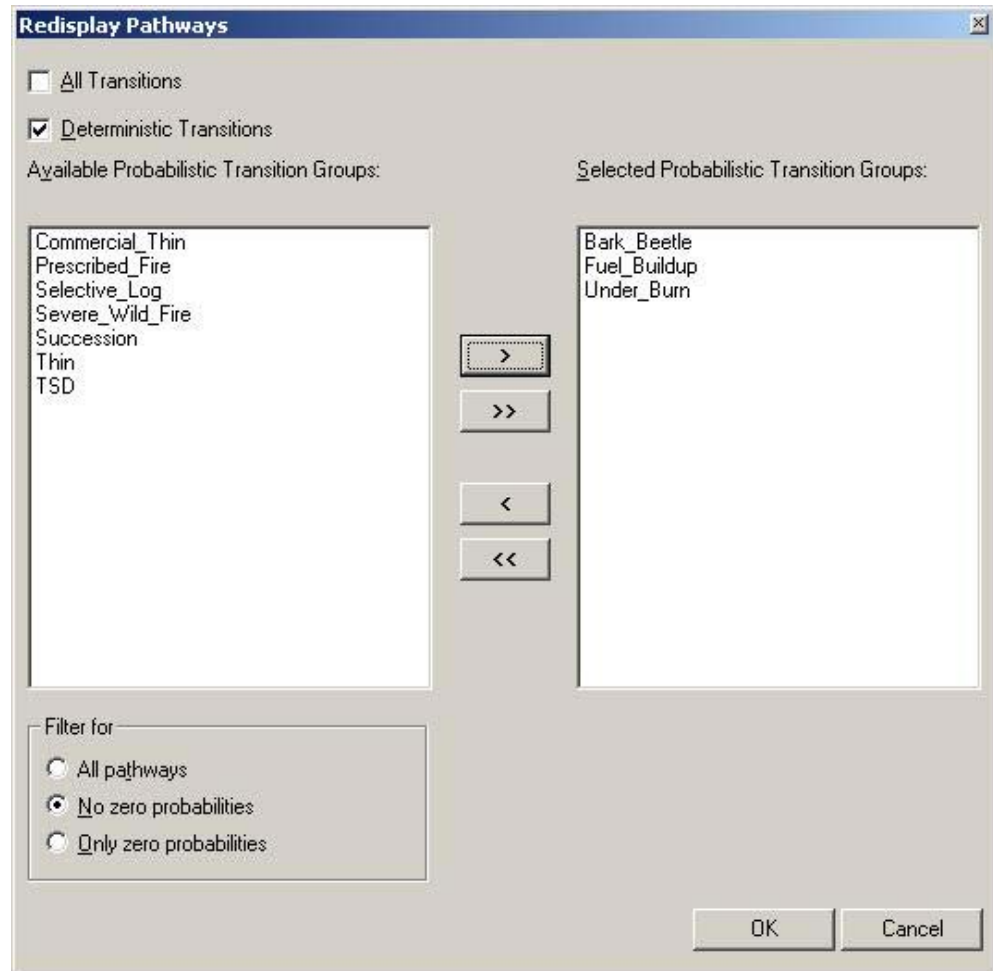 Redisplay Pathways
All Transitions
Deterministic Transitions
Available Probabilistic Transition Groups:
Selected Probabilistic Transition Groups:
Commercial_Thin
Prescribed_Fire
Selective_Log
Severe_Wild_Fire
Succession
Thin
TSD
>
>>
<
<<
Bark_Beetle
Fuel_Buildup
Under_Burn
Filter for
All pathways
No zero probabilities
Only zero probabilities
OK
Cancel